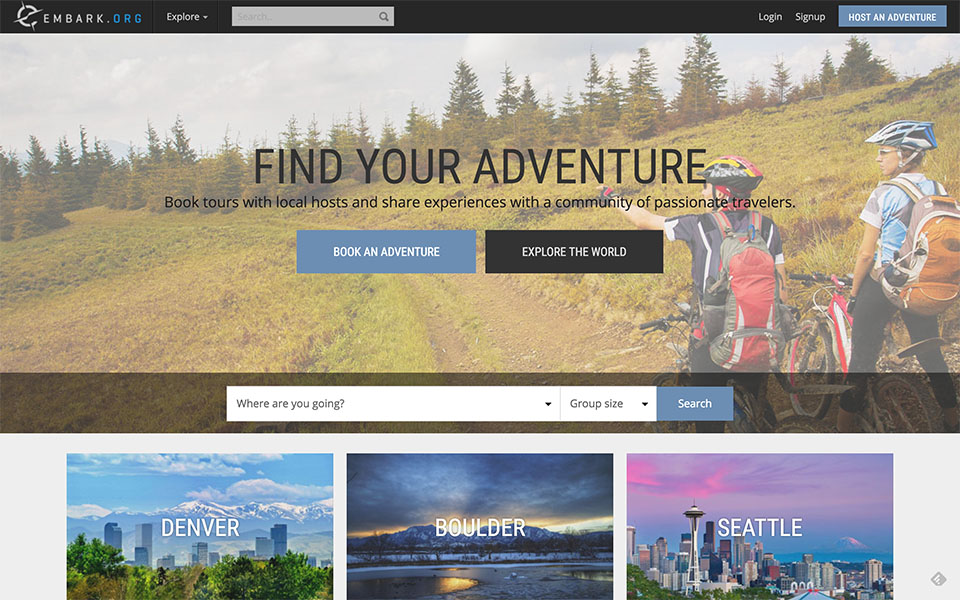 EMBARK.ORG
Explore
Search...
Login
Signup
HOST AN ADVENTURE
FIND YOUR ADVENTURE
Book tours with local hosts and share experiences with a community of passionate travelers.
BOOK AN ADVENTURE
EXPLORE THE WORLD
Where are you going?
Group size
Search
DENVER
BOULDER
SEATTLE